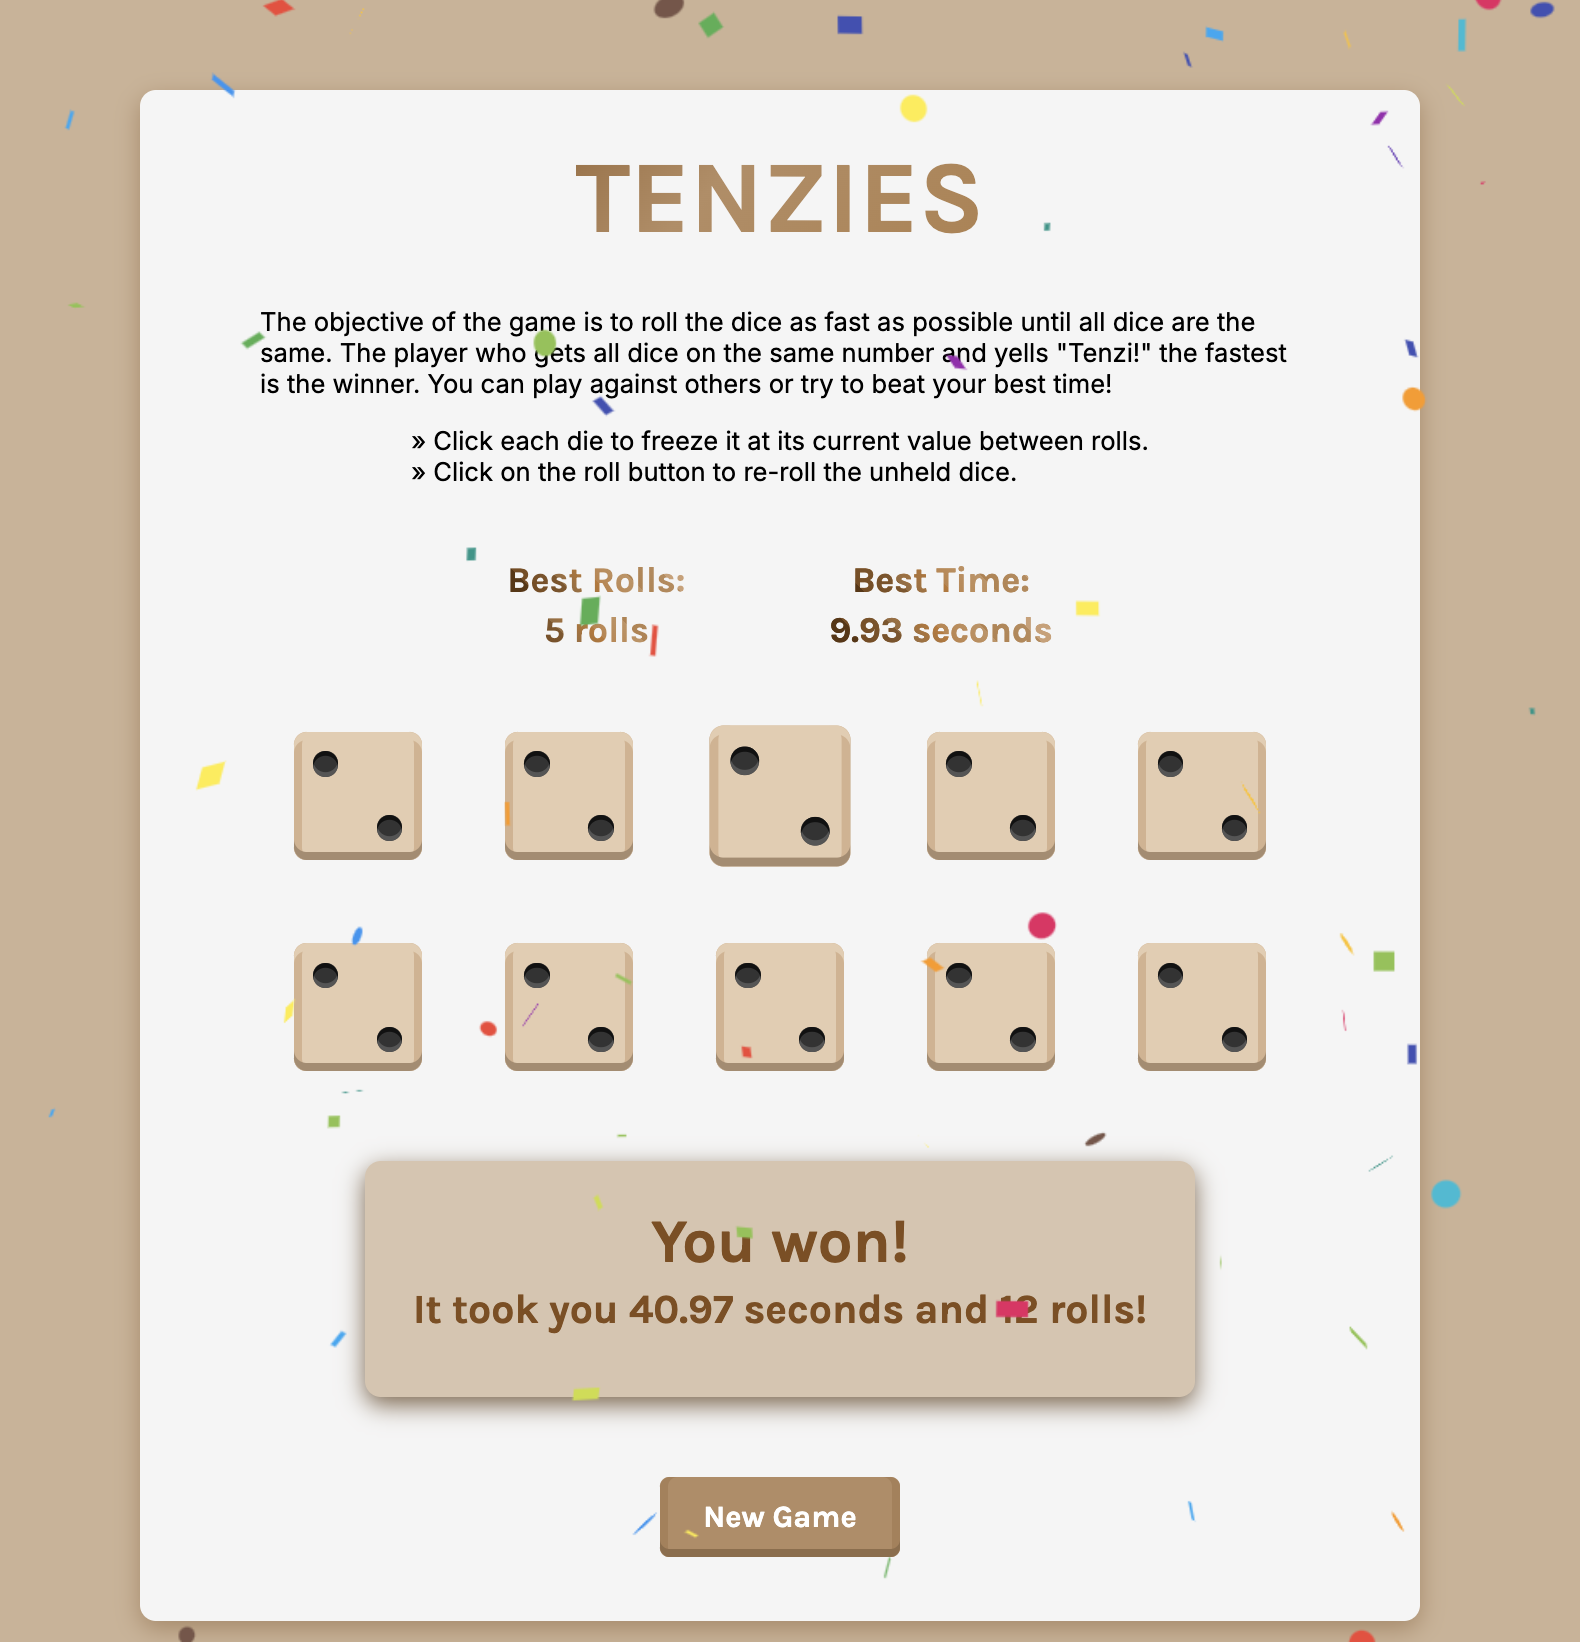 TENZIES
The objective of the game is to roll the dice as fast as possible until all dice are the
same. The player who gets all dice on the same number and yells "Tenzi!" the fastest
is the winner. You can play against others or try to beat your best time!
» Click each die to freeze it at its current value between rolls.
» Click on the roll button to re-roll the unheld dice.
Best Rolls:
5 rolls
Best Time:
9.93 seconds
You won!
It took you 40.97 seconds and 12 rolls!
New Game